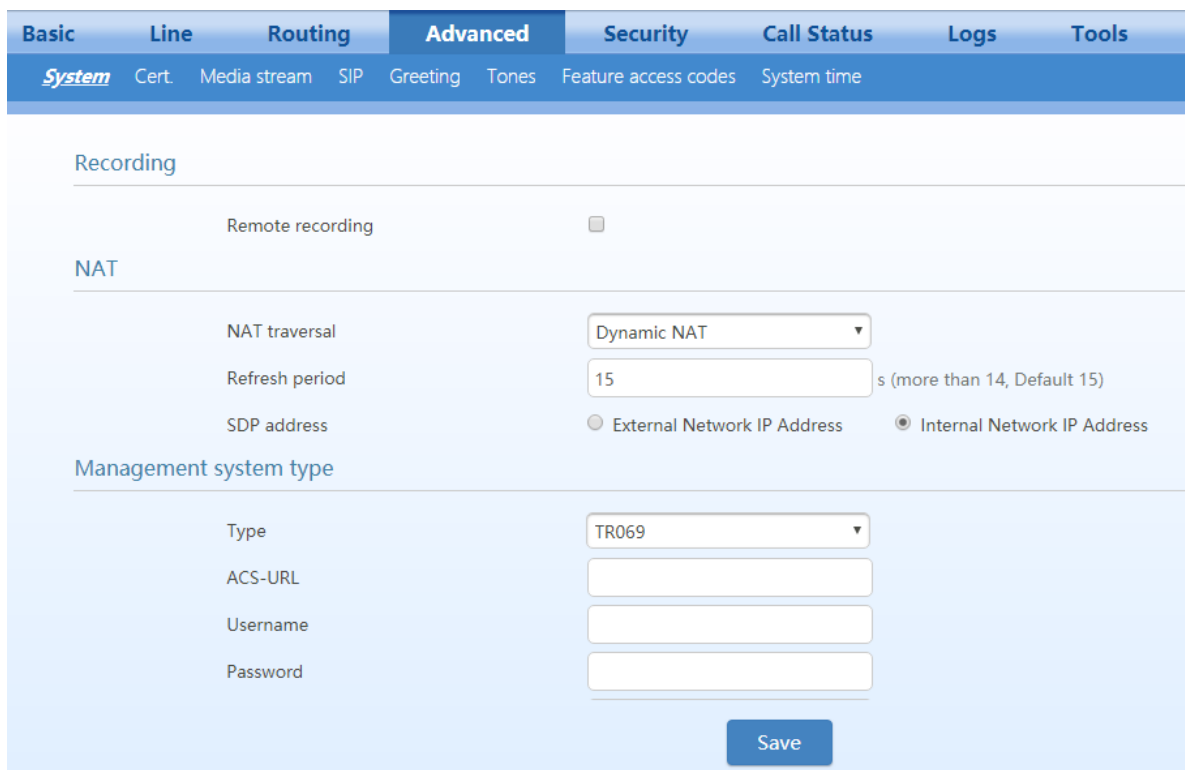 Basic Line Routing Advanced Security Call Status Logs Tools
System Cert. Media stream SIP Greeting Tones Feature access codes System time
Recording
Remote recording
NAT
NAT traversal Dynamic NAT
Refresh period 15 s (more than 14, Default 15)
SDP address External Network IP Address Internal Network IP Address
Management system type
Type TR069
ACS-URL
Username
Password
Save